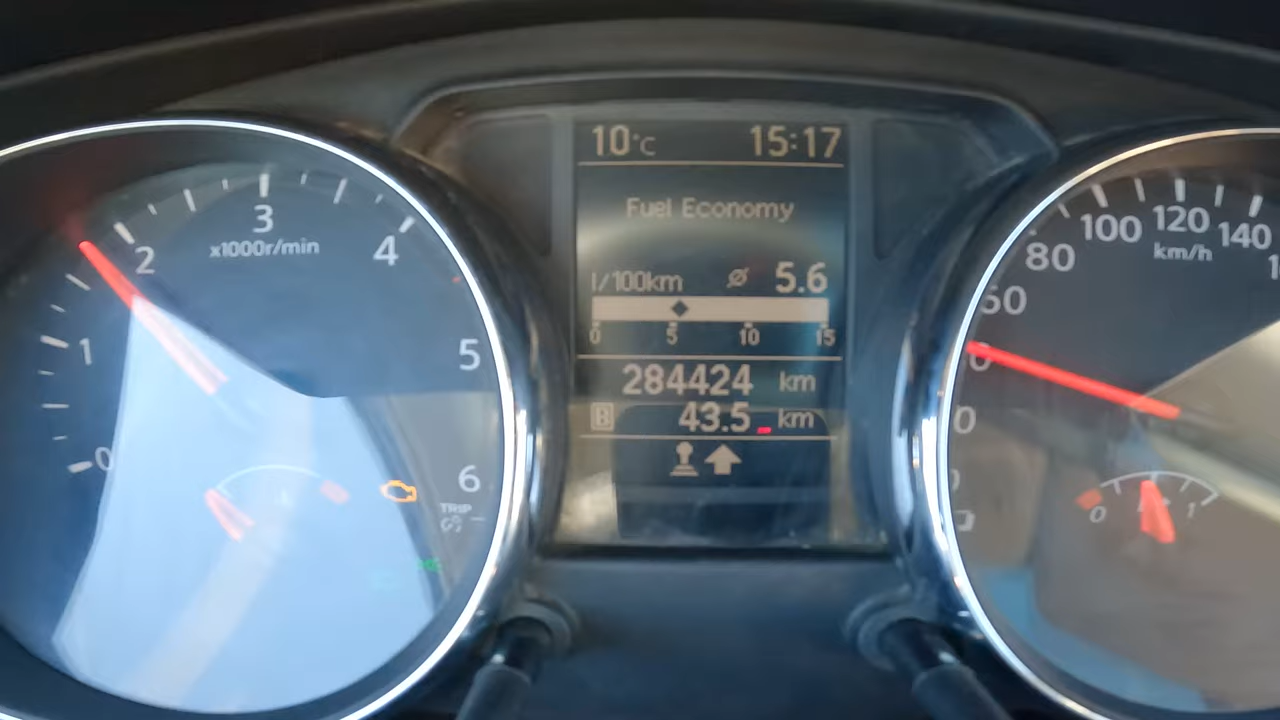 10°C 15:17
Fuel Economy
l/100km ⌀ 5.6
0 5 10 15
284424 km
B 43.5 km
0 1 2 3 4 5 6
x1000r/min
TRIP
80 100 120 140
km/h
0 1